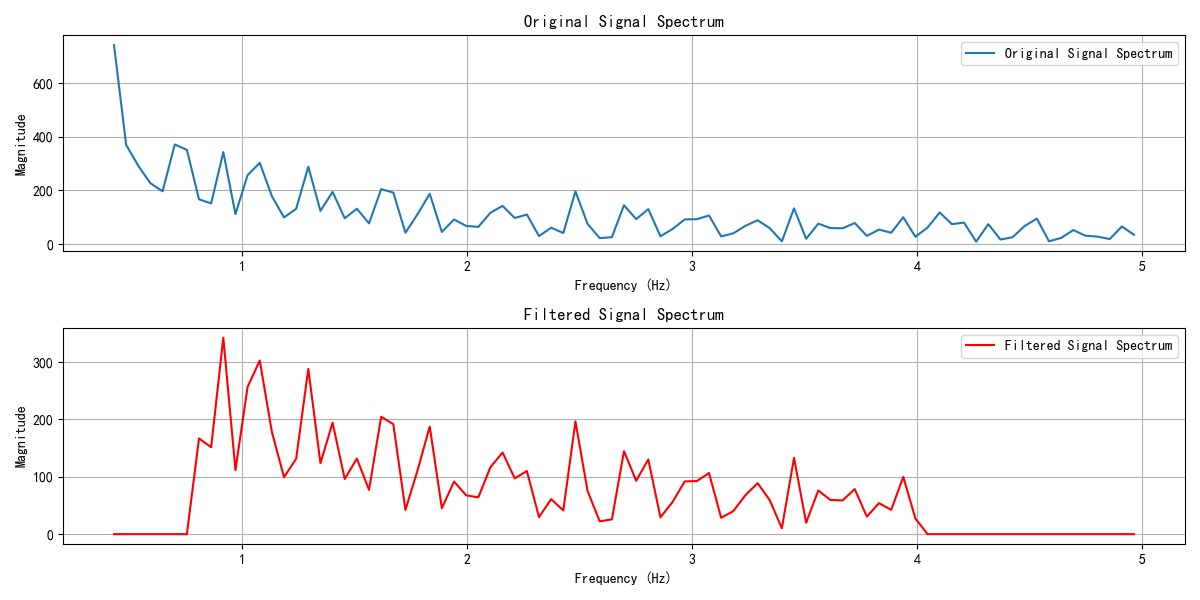 Original Signal Spectrum
Original Signal Spectrum
600
400
200
0
Magnitude
1
2
3
4
5
Frequency (Hz)
Filtered Signal Spectrum
Filtered Signal Spectrum
300
200
100
0
Magnitude
1
2
3
4
5
Frequency (Hz)